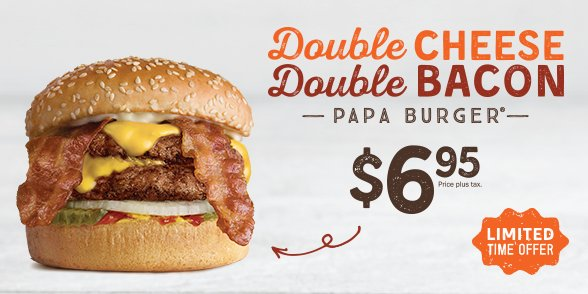 Double CHEESE
Double BACON
— PAPA BURGER® —
$6.95
Price plus tax.
LIMITED
TIME OFFER